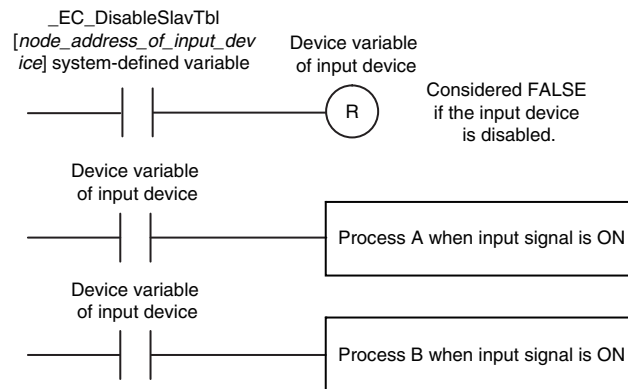 _EC_DisableSlavTbl
[node_address_of_input_dev
ice] system-defined variable
Device variable
of input device
R
Considered FALSE
if the input device
is disabled.
Device variable
of input device
Process A when input signal is ON
Device variable
of input device
Process B when input signal is ON